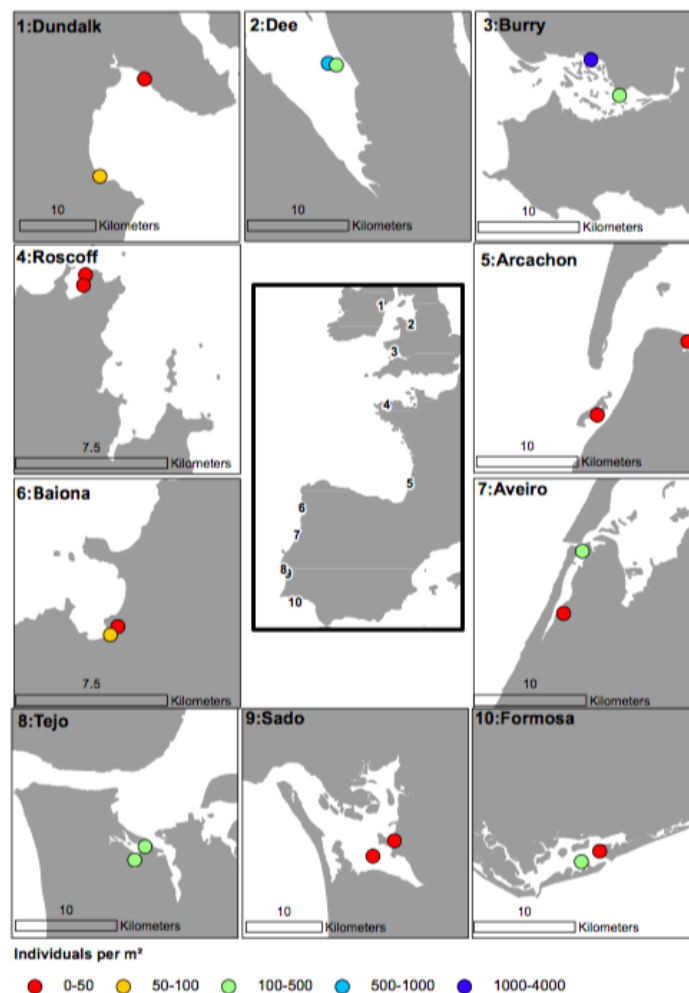 1:Dundalk
10
Kilometers
2:Dee
10
Kilometers
3:Burry
10
Kilometers
4:Roscoff
7.5
Kilometers
1
2
3
4
5
6
7
8
9
10
5:Arcachon
10
Kilometers
6:Baiona
7.5
Kilometers
7:Aveiro
10
Kilometers
8:Tejo
10
Kilometers
9:Sado
10
Kilometers
10:Formosa
10
Kilometers
Individuals per m²
0-50 50-100 100-500 500-1000 1000-4000